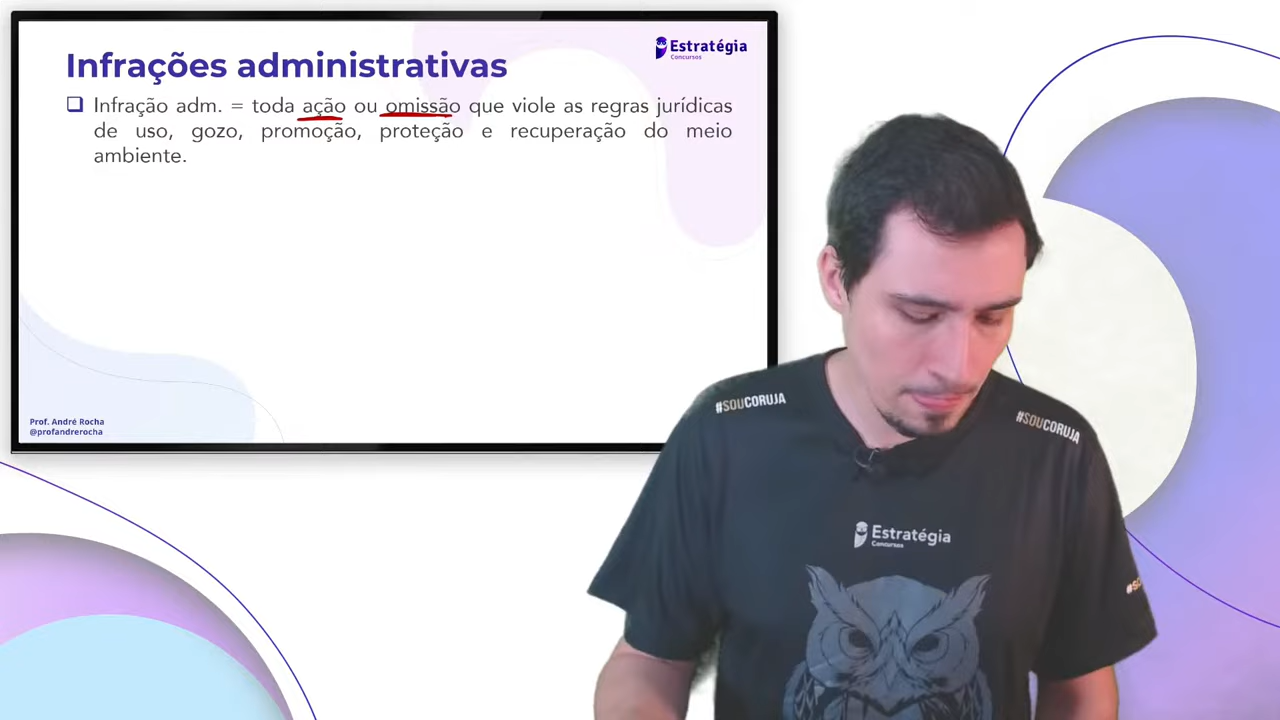 Infrações administrativas
Estratégia
Concursos
Infração adm. = toda ação ou omissão que viole as regras jurídicas
de uso, gozo, promoção, proteção e recuperação do meio
ambiente.
Prof. André Rocha
@profandrerocha
#SOUCORUJA
#SOUCORUJA
Estratégia
Concursos